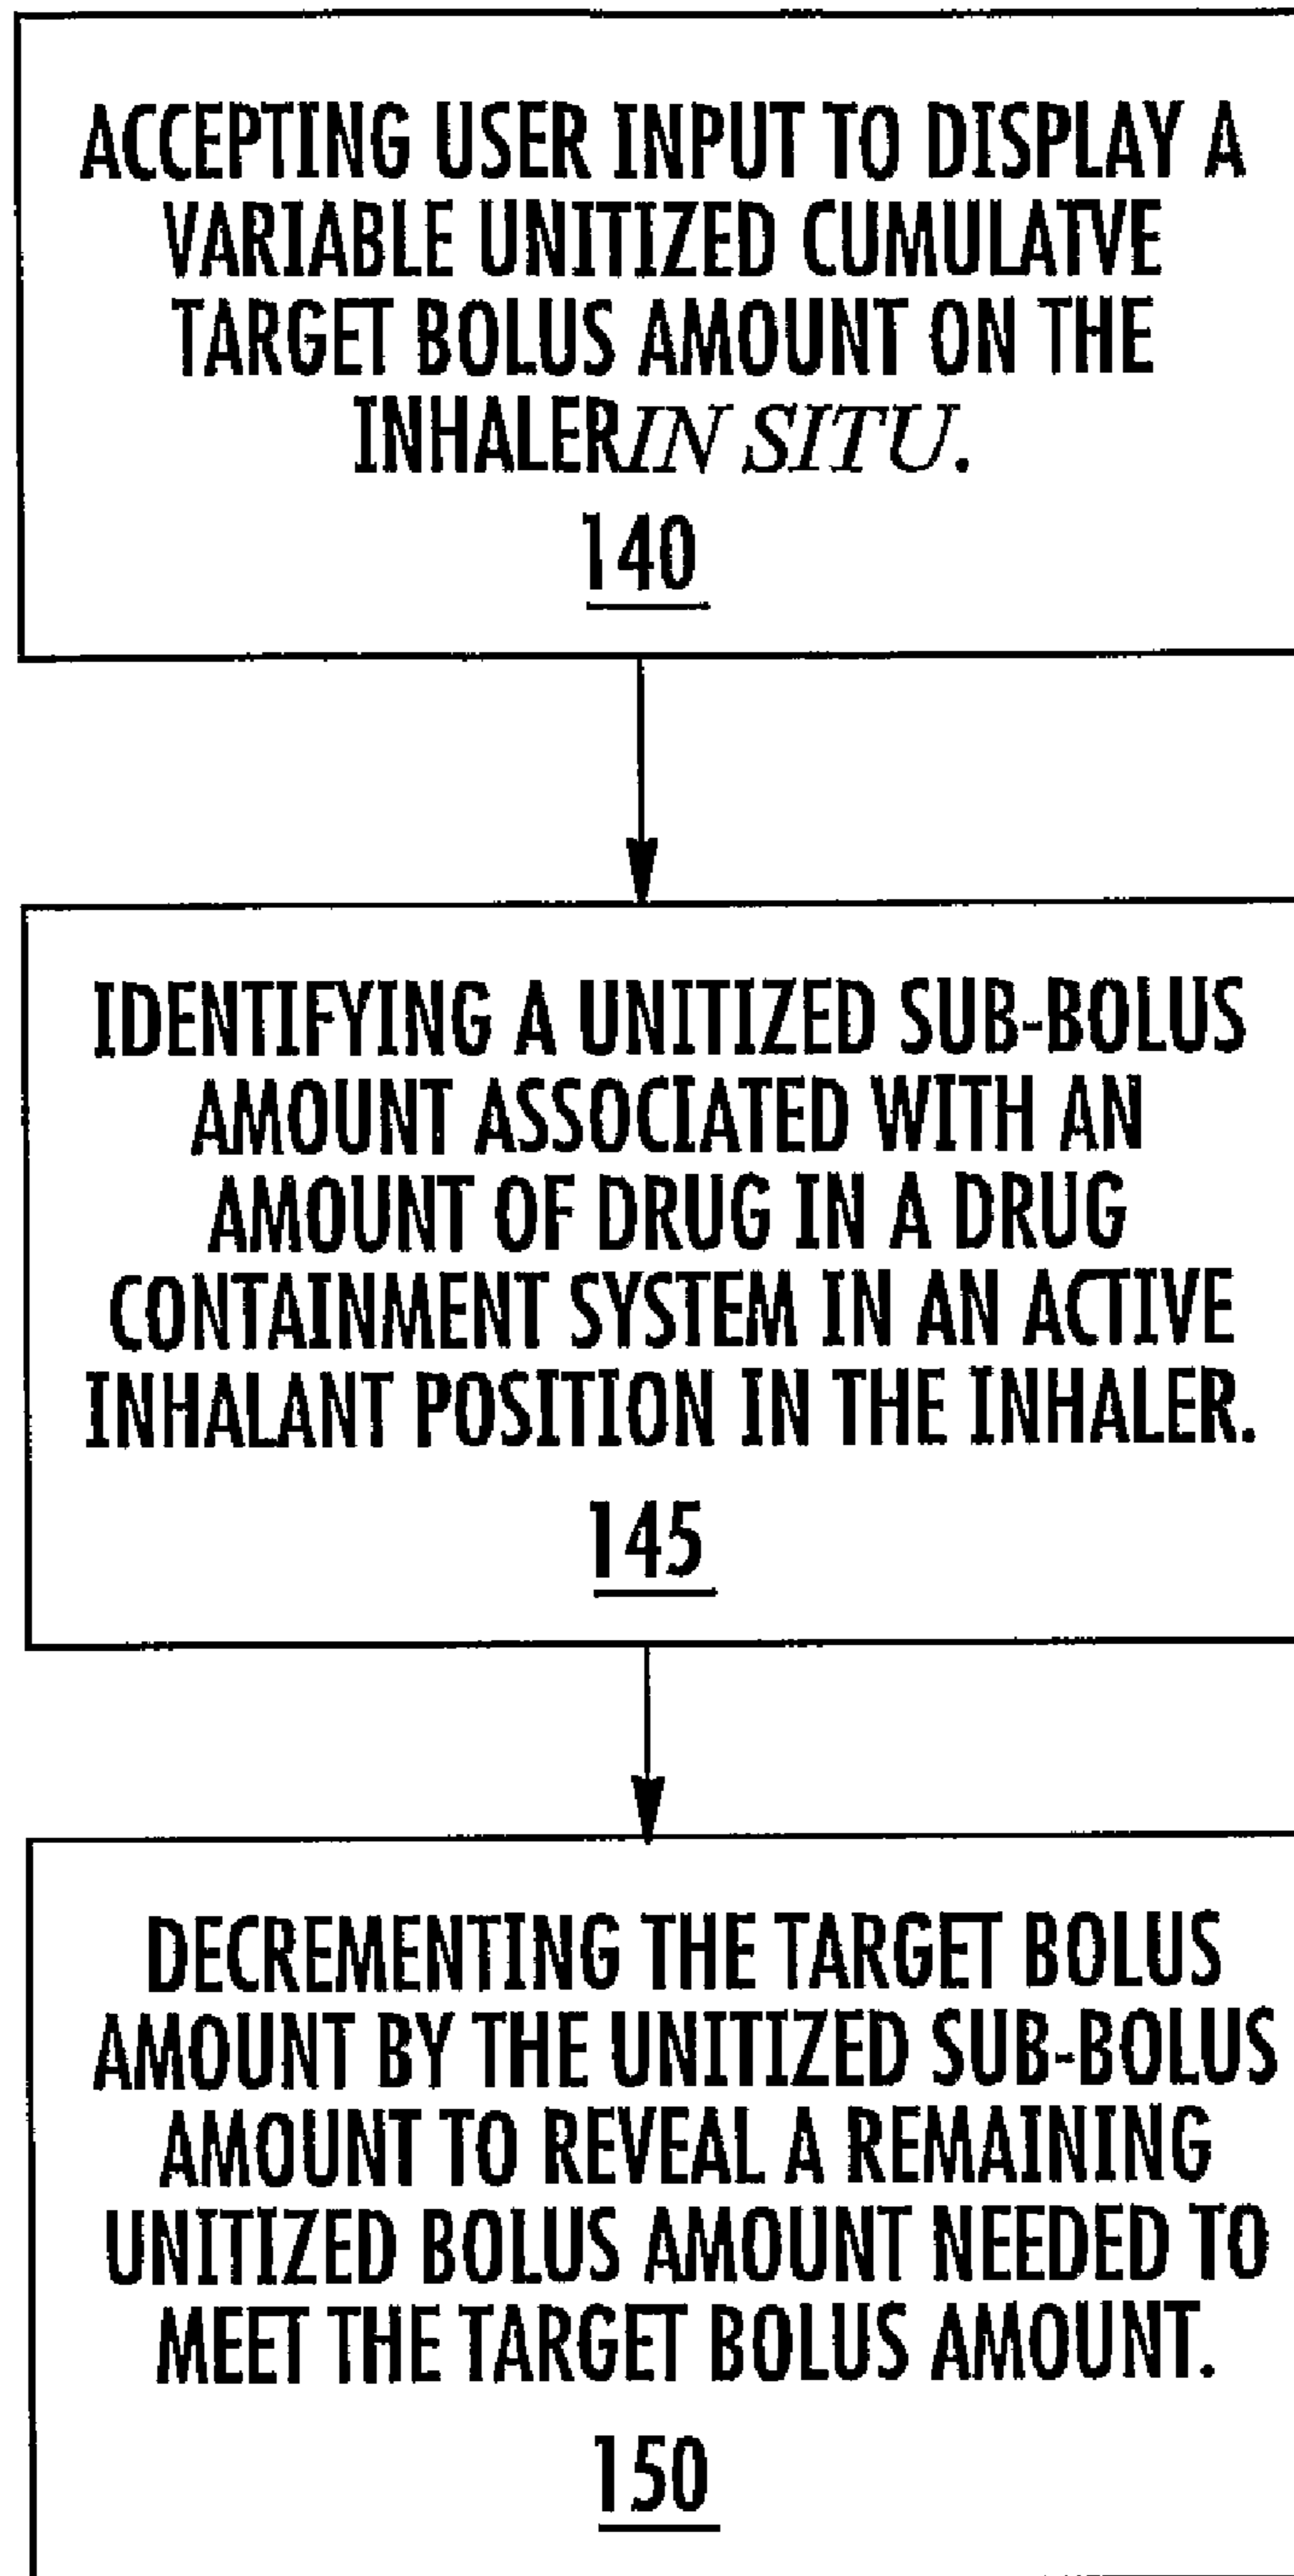 ACCEPTING USER INPUT TO DISPLAY A
VARIABLE UNITIZED CUMULATVE
TARGET BOLUS AMOUNT ON THE
INHALER IN SITU.
140
IDENTIFYING A UNITIZED SUB-BOLUS
AMOUNT ASSOCIATED WITH AN
AMOUNT OF DRUG IN A DRUG
CONTAINMENT SYSTEM IN AN ACTIVE
INHALANT POSITION IN THE INHALER.
145
DECREMENTING THE TARGET BOLUS
AMOUNT BY THE UNITIZED SUB-BOLUS
AMOUNT TO REVEAL A REMAINING
UNITIZED BOLUS AMOUNT NEEDED TO
MEET THE TARGET BOLUS AMOUNT.
150